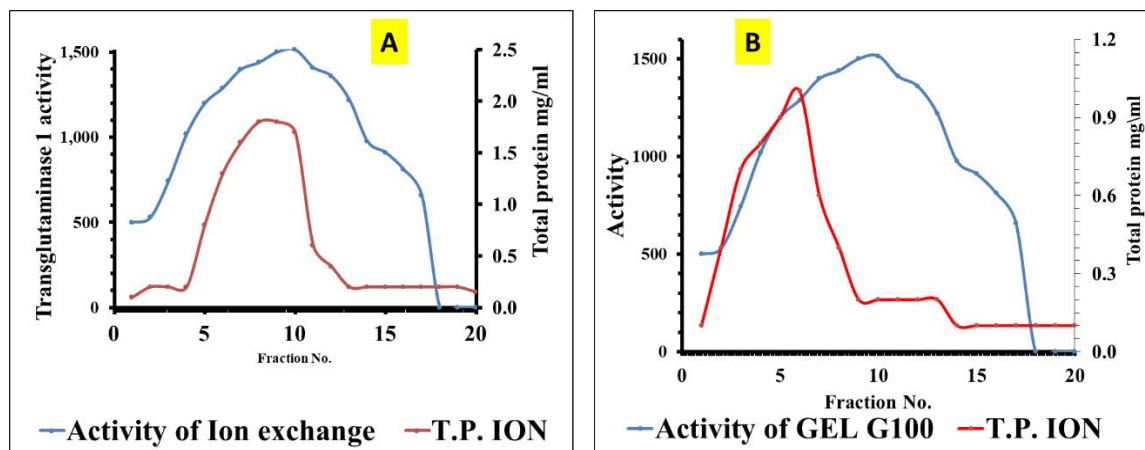 A
Transglutaminase 1 activity
1,500
1,000
500
0
2.5
2.0
1.5
1.0
0.5
0.0
Total protein mg/ml
0 5 10 15 20
Fraction No.
Activity of Ion exchange T.P. ION
B
Activity
1500
1000
500
0
1.2
0.9
0.6
0.3
0.0
Total protein mg\ml
0 5 10 15 20
Fraction No.
Activity of GEL G100 T.P. ION